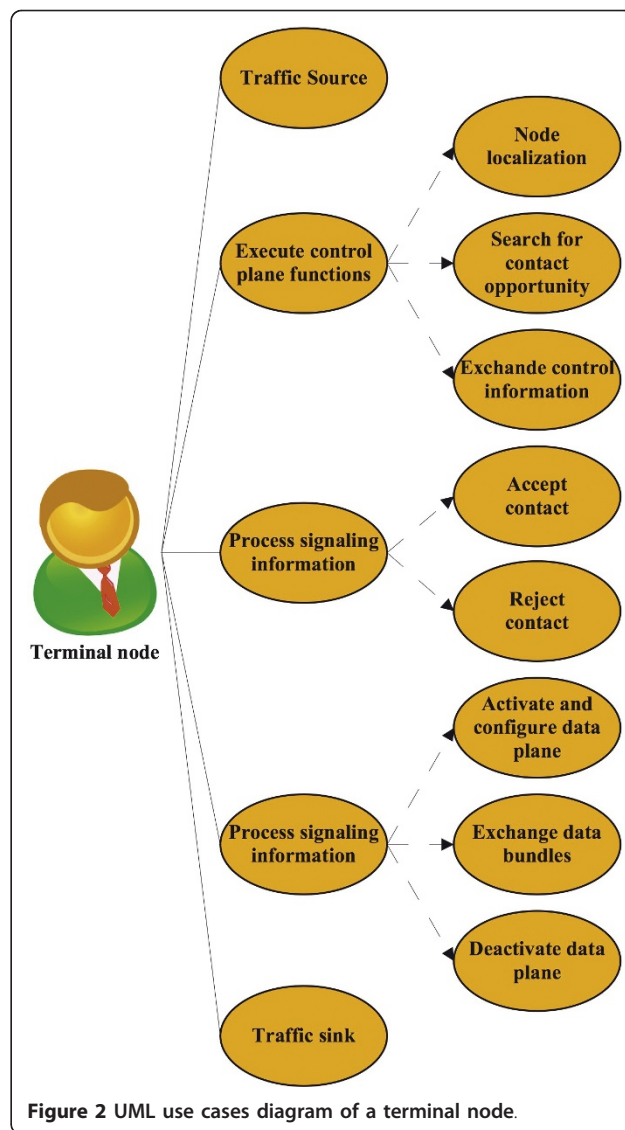 Traffic Source
Node
localization
Execute control
plane functions
Search for
contact
opportunity
Exchande control
information
Accept
contact
Process signaling
information
Reject
contact
Terminal node
Activate and
configure data
plane
Process signaling
information
Exchange data
bundles
Deactivate data
plane
Traffic sink
Figure 2 UML use cases diagram of a terminal node.